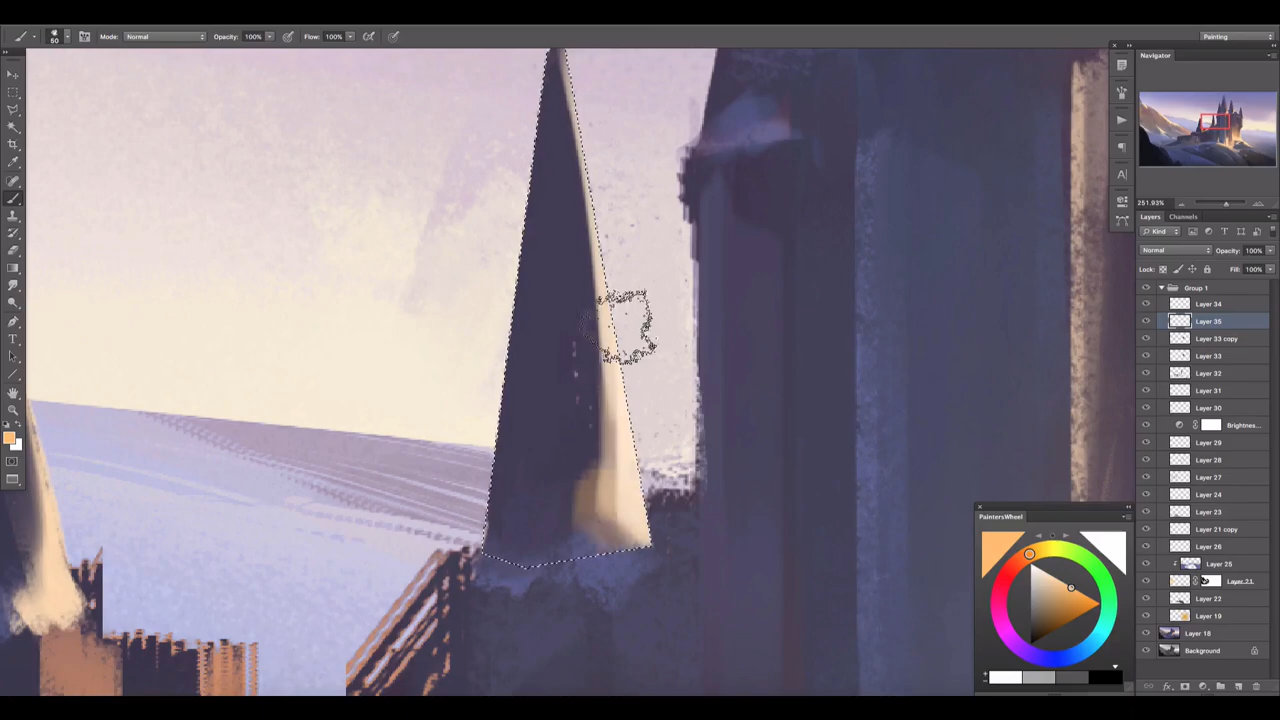 50 Mode: Normal Opacity: 100% Flow: 100% Painting
Navigator
251.93%
Layers Channels
Kind
Normal Opacity: 100%
Lock: Fill: 100%
Group 1
Layer 34
Layer 35
Layer 33 copy
Layer 33
Layer 32
Layer 31
Layer 30
Brightnes...
Layer 29
Layer 28
Layer 27
Layer 24
Layer 23
Layer 21 copy
Layer 26
Layer 25
Layer 21
Layer 22
Layer 19
Layer 18
Background
PaintersWheel